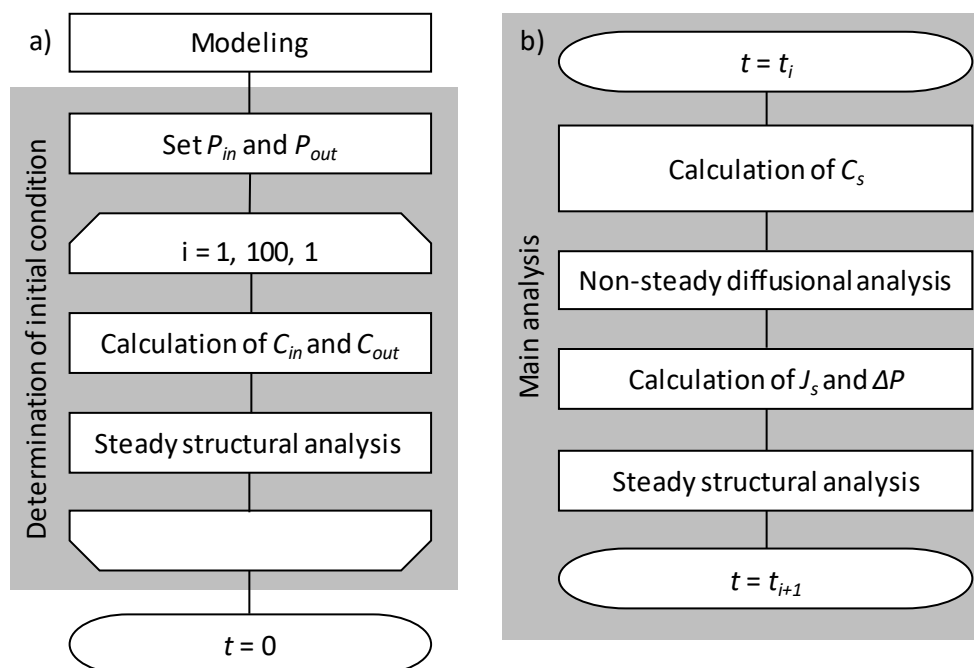 a)
Modeling
Determination of initial condition
Set P_in and P_out
i = 1, 100, 1
Calculation of C_in and C_out
Steady structural analysis
t = 0
b)
Main analysis
t = t_i
Calculation of C_s
Non-steady diffusional analysis
Calculation of J_s and ΔP
Steady structural analysis
t = t_i+1